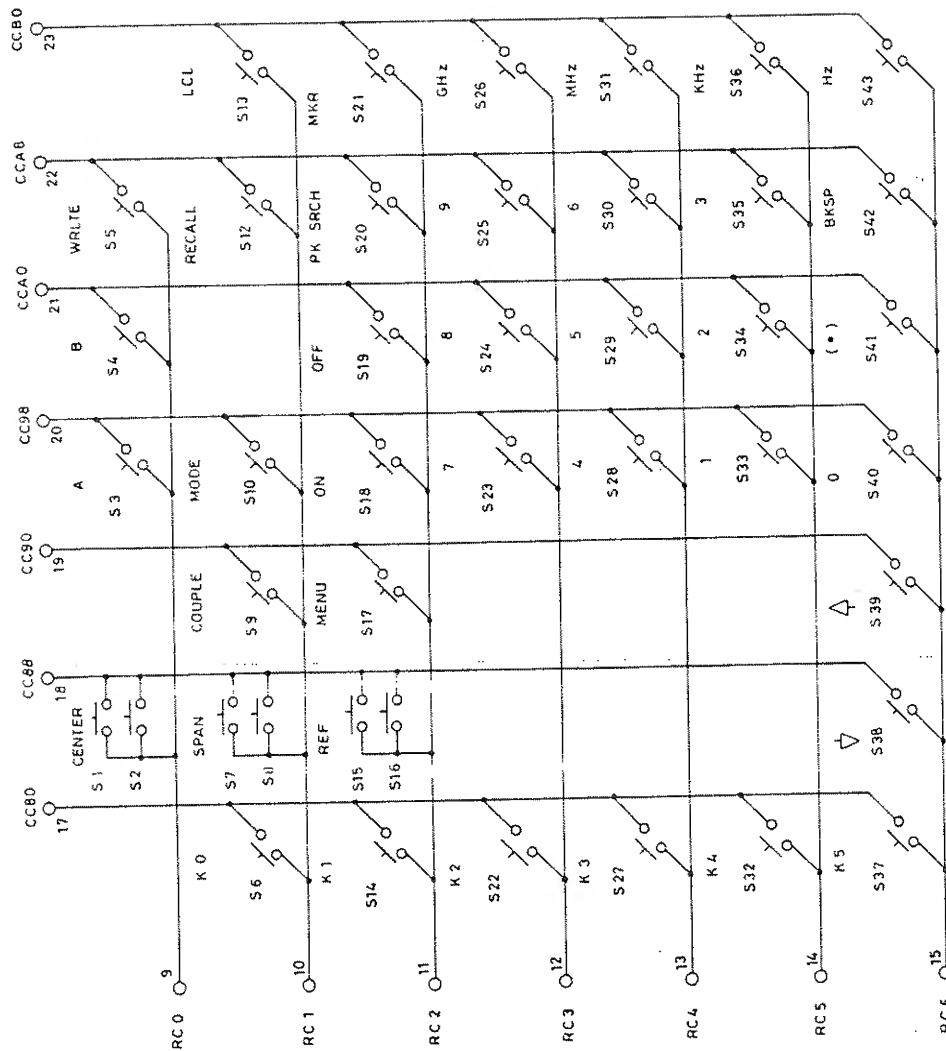 CC80 CC88 CC90 CC98 CCA0 CCA8 CCB0
17 18 19 20 21 22 23
CENTER A B WRLTE
S1 S3 S4 S5
S2
RC0 9
K0 SPAN COUPLE MODE RECALL LCL
S6 S7 S9 S10 S12 S13
S8
RC1 10
K1 REF MENU ON OFF PK SRCH MKR
S14 S15 S17 S18 S19 S20 S21
S16
RC2 11
K2 7 8 9 GHz
S22 S23 S24 S25 S26
RC3 12
K3 4 5 6 MHz
S27 S28 S29 S30 S31
RC4 13
K4 1 2 3 KHz
S32 S33 S34 S35 S36
RC5 14
K5 0 (•) BKSP Hz
S37 S38 S39 S40 S41 S42 S43
RC6 15